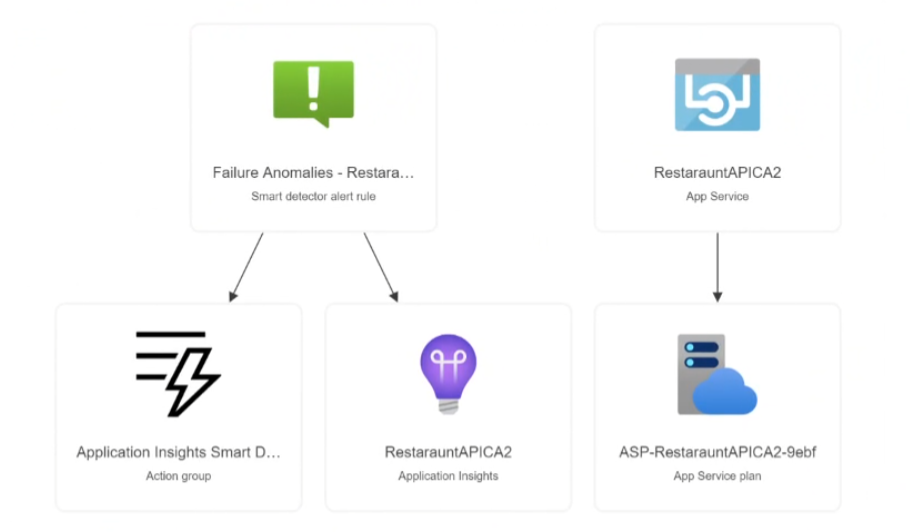 Failure Anomalies - Restara…
Smart detector alert rule
RestarauntAPICA2
App Service
Application Insights Smart D…
Action group
RestarauntAPICA2
Application Insights
ASP-RestarauntAPICA2-9ebf
App Service plan